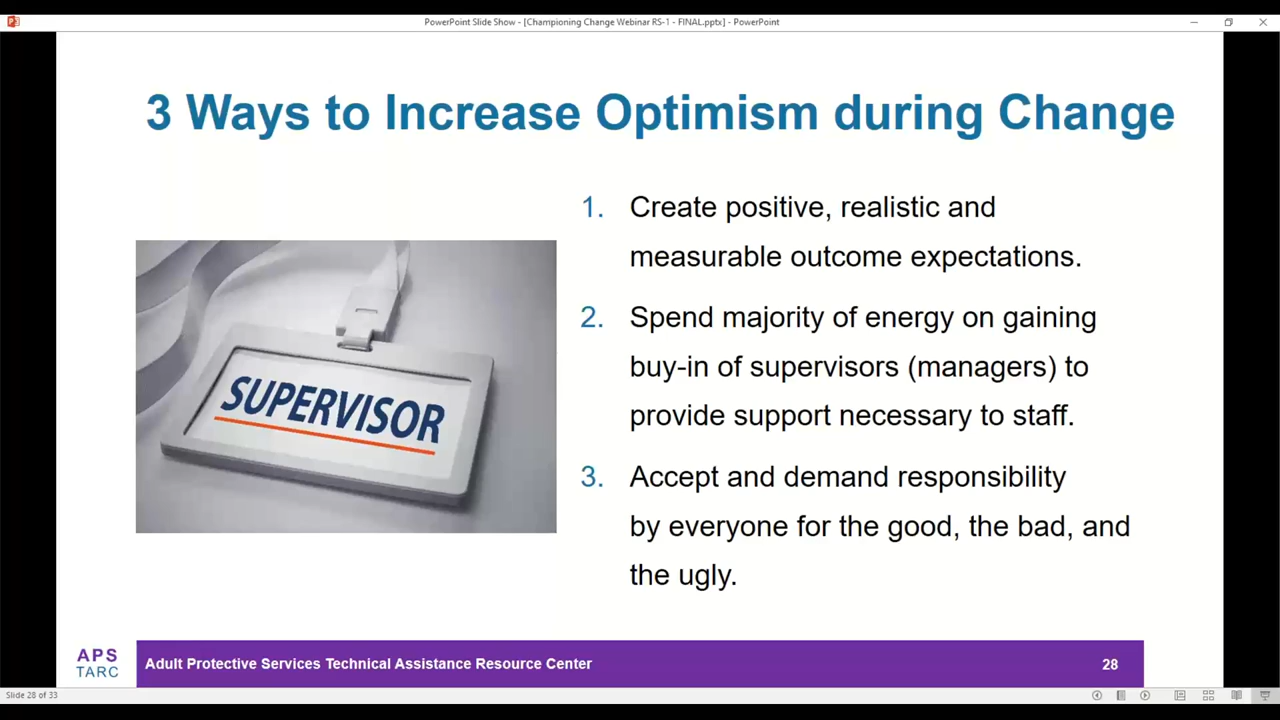 PowerPoint Slide Show - [Championing Change Webinar RS-1 - FINAL.pptx] - PowerPoint
3 Ways to Increase Optimism during Change
SUPERVISOR
1. Create positive, realistic and
measurable outcome expectations.
2. Spend majority of energy on gaining
buy-in of supervisors (managers) to
provide support necessary to staff.
3. Accept and demand responsibility
by everyone for the good, the bad, and
the ugly.
APS
TARC
Adult Protective Services Technical Assistance Resource Center
28
Slide 28 of 33